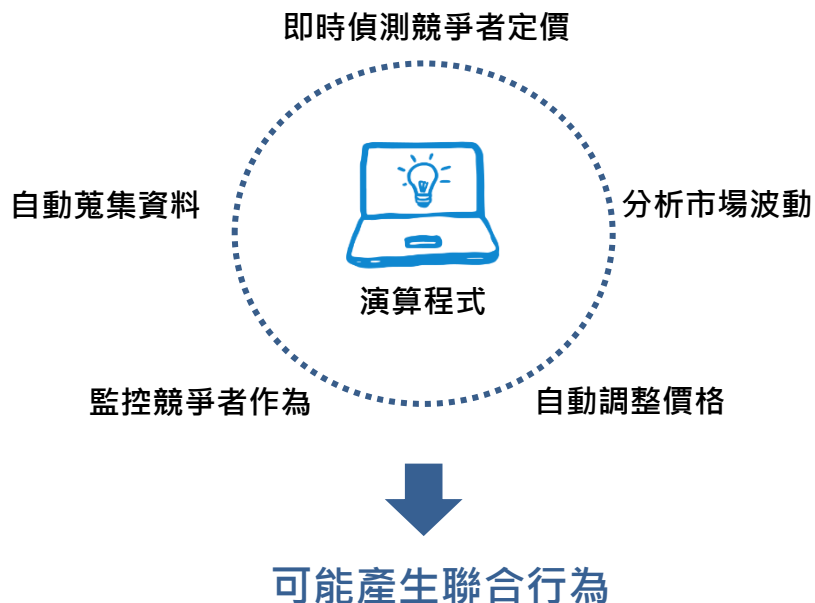 即時偵測競爭者定價
自動蒐集資料
分析市場波動
演算程式
監控競爭者作為
自動調整價格
可能產生聯合行為